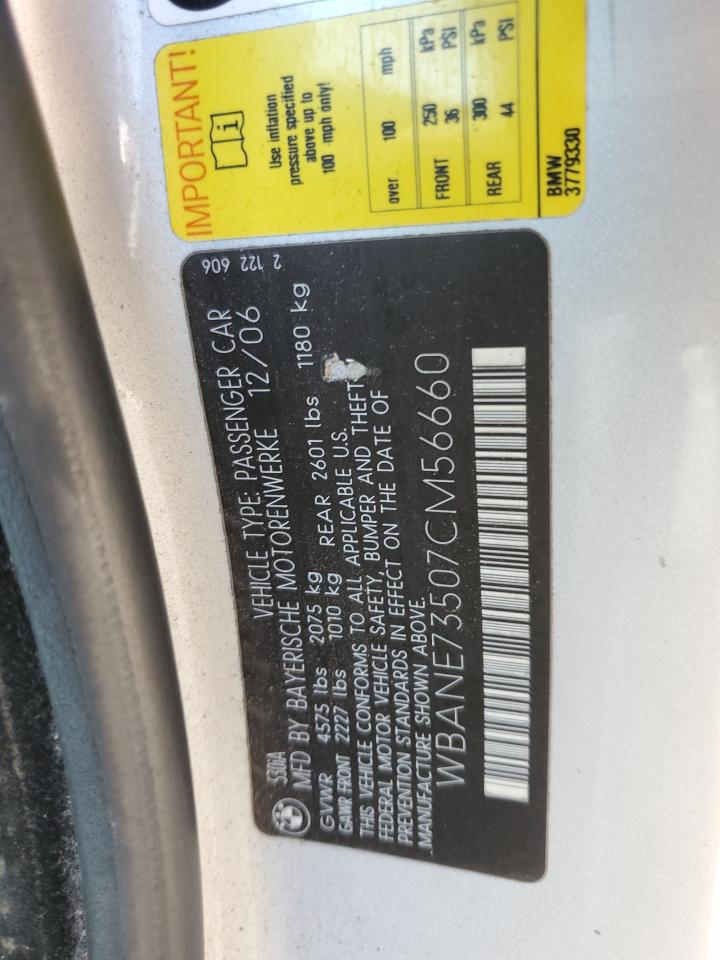 IMPORTANT!
Use inflation
pressure specified
above up to
100 mph only!
over 100 mph
FRONT 250 kPa
36 PSI
REAR 300 kPa
44 PSI
BMW
3779330
2 122 606
530iA VEHICLE TYPE: PASSENGER CAR
MFD BY BAYERISCHE MOTORENWERKE 12/06
GVWR 4575 lbs 2075 kg
GAWR FRONT 2227 lbs 1010 kg REAR 2601 lbs 1180 kg
THIS VEHICLE CONFORMS TO ALL APPLICABLE U.S.
FEDERAL MOTOR VEHICLE SAFETY, BUMPER AND THEFT
PREVENTION STANDARDS IN EFFECT ON THE DATE OF
MANUFACTURE SHOWN ABOVE.
WBANE73507CM56660